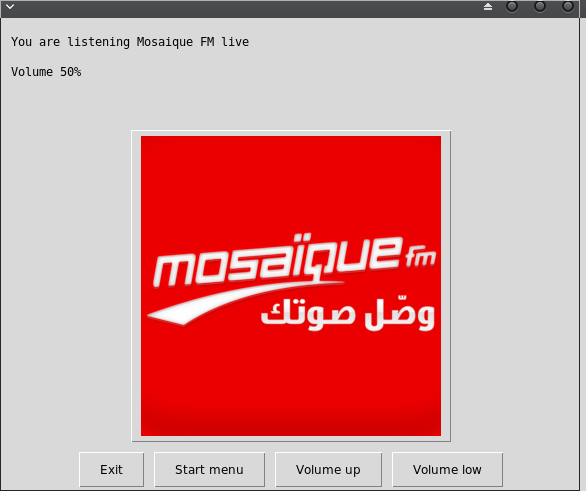 You are listening Mosaique FM live
Volume 50%
mosaïque fm
وصّل صوتك
Exit
Start menu
Volume up
Volume low